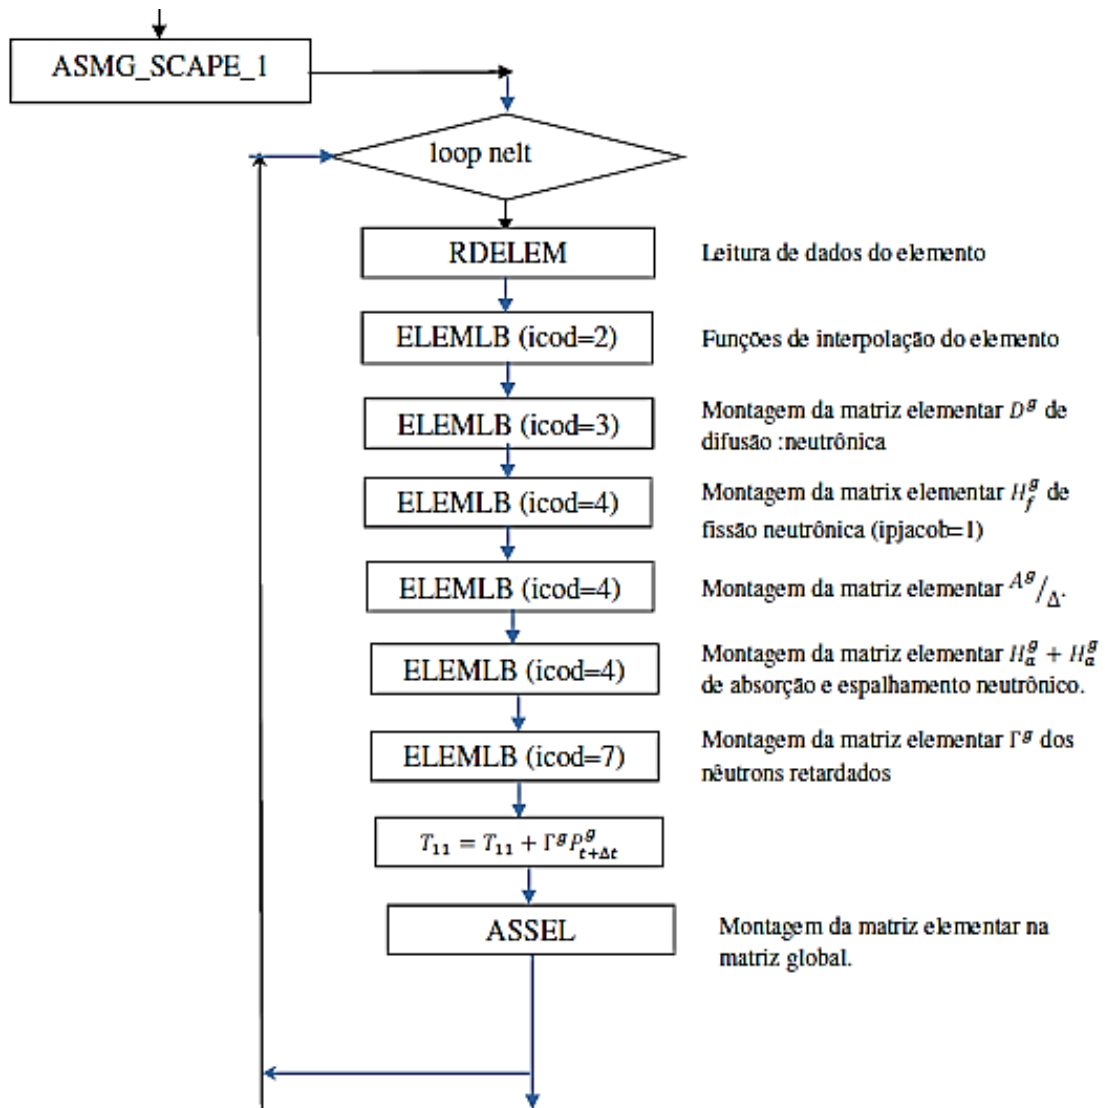 ASMG_SCAPE_1
loop nelt
RDELEM
Leitura de dados do elemento
ELEMLB (icod=2)
Funções de interpolação do elemento
ELEMLB (icod=3)
Montagem da matriz elementar D^g de
difusão :neutrônica
ELEMLB (icod=4)
Montagem da matrix elementar H_f^g de
fissão neutrônica (ipjacob=1)
ELEMLB (icod=4)
Montagem da matriz elementar A^g/Δ.
ELEMLB (icod=4)
Montagem da matriz elementar H_a^g + H_a^g
de absorção e espalhamento neutrônico.
ELEMLB (icod=7)
Montagem da matriz elementar Γ^g dos
nêutrons retardados
T_11 = T_11 + Γ^g P_{t+Δt}^g
ASSEL
Montagem da matriz elementar na
matriz global.